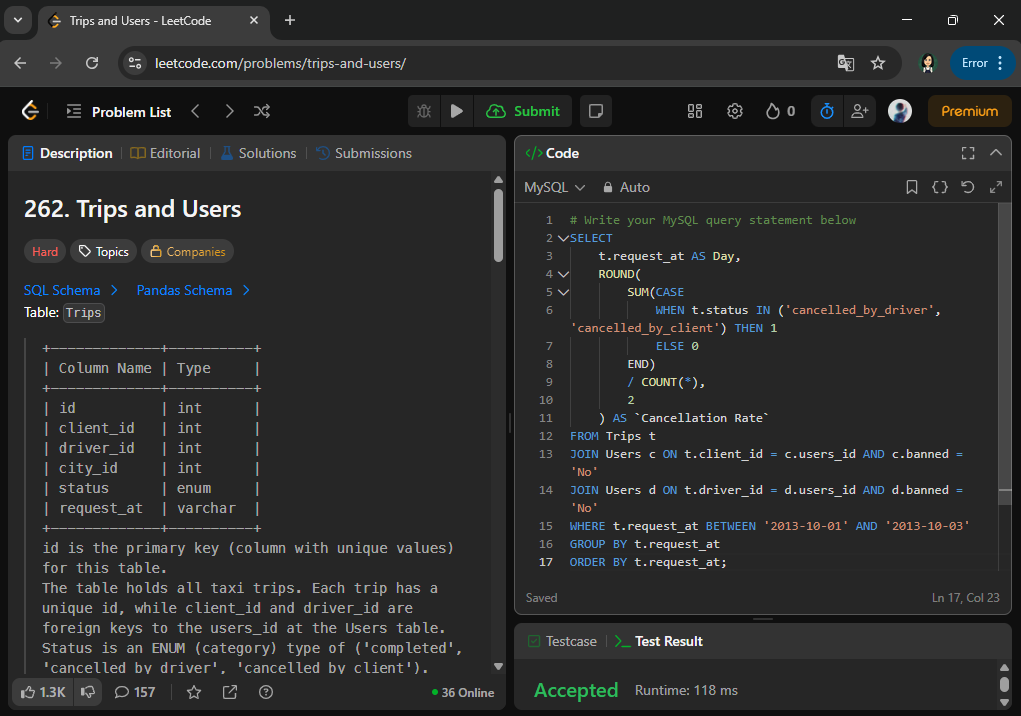 Trips and Users - LeetCode
leetcode.com/problems/trips-and-users/
Error
Problem List
Submit
0
Premium
Description
Editorial
Solutions
Submissions
262. Trips and Users
Hard
Topics
Companies
SQL Schema
Pandas Schema
Table: Trips
+-------------+----------+
| Column Name | Type     |
+-------------+----------+
| id          | int      |
| client_id   | int      |
| driver_id   | int      |
| city_id     | int      |
| status      | enum     |
| request_at  | varchar  |
+-------------+----------+
id is the primary key (column with unique values)
for this table.
The table holds all taxi trips. Each trip has a
unique id, while client_id and driver_id are
foreign keys to the users_id at the Users table.
Status is an ENUM (category) type of ('completed',
'cancelled_by_driver', 'cancelled_by_client').
1.3K
157
36 Online
</> Code
MySQL
Auto
1 # Write your MySQL query statement below
2 SELECT
3     t.request_at AS Day,
4     ROUND(
5         SUM(CASE
6             WHEN t.status IN ('cancelled_by_driver',
'cancelled_by_client') THEN 1
7             ELSE 0
8         END)
9         / COUNT(*),
10         2
11     ) AS `Cancellation Rate`
12 FROM Trips t
13 JOIN Users c ON t.client_id = c.users_id AND c.banned =
'No'
14 JOIN Users d ON t.driver_id = d.users_id AND d.banned =
'No'
15 WHERE t.request_at BETWEEN '2013-10-01' AND '2013-10-03'
16 GROUP BY t.request_at
17 ORDER BY t.request_at;
Saved
Ln 17, Col 23
Testcase
Test Result
Accepted
Runtime: 118 ms